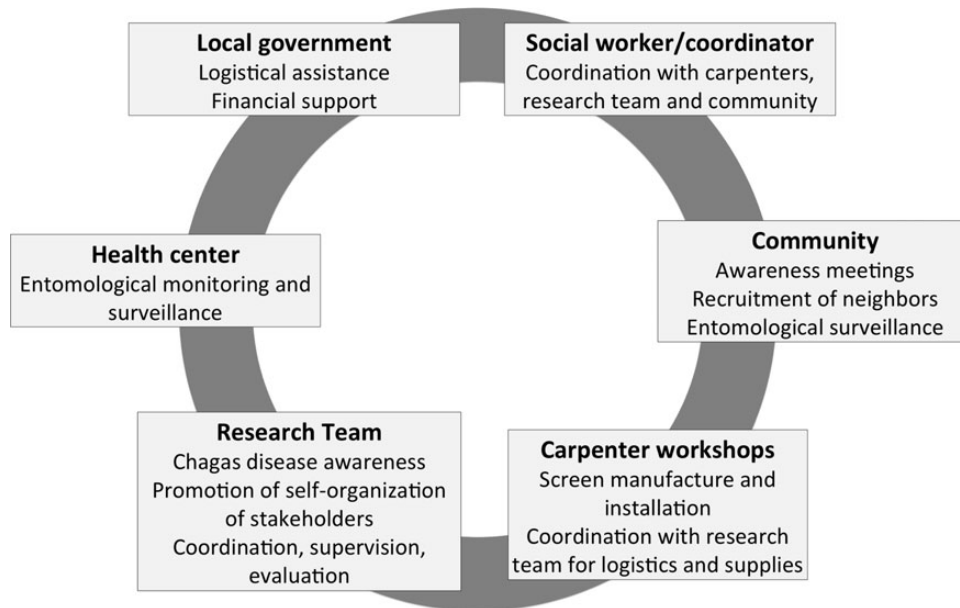 Local government
Logistical assistance
Financial support
Social worker/coordinator
Coordination with carpenters,
research team and community
Health center
Entomological monitoring and
surveillance
Community
Awareness meetings
Recruitment of neighbors
Entomological surveillance
Research Team
Chagas disease awareness
Promotion of self-organization
of stakeholders
Coordination, supervision,
evaluation
Carpenter workshops
Screen manufacture and
installation
Coordination with research
team for logistics and supplies